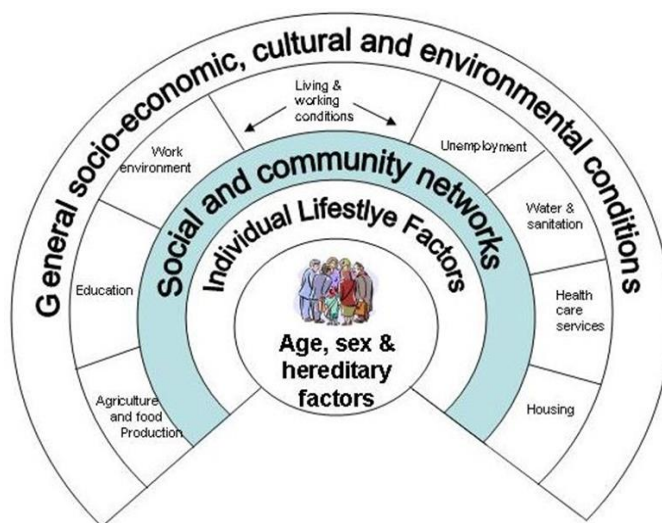 General socio-economic, cultural and environmental conditions
Living &
working
conditions
Work
environment
Unemployment
Social and community networks
Water &
sanitation
Individual Lifestlye Factors
Education
Health
care
services
Age, sex &
hereditary
factors
Agriculture
and food
Production
Housing